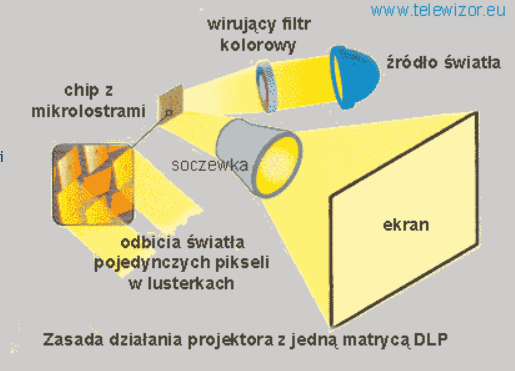 www.telewizor.eu
wirujący filtr
kolorowy
źródło światła
chip z
mikrolostrami
i
soczewka
ekran
odbicia światła
pojedynczych pikseli
w lusterkach
Zasada działania projektora z jedną matrycą DLP